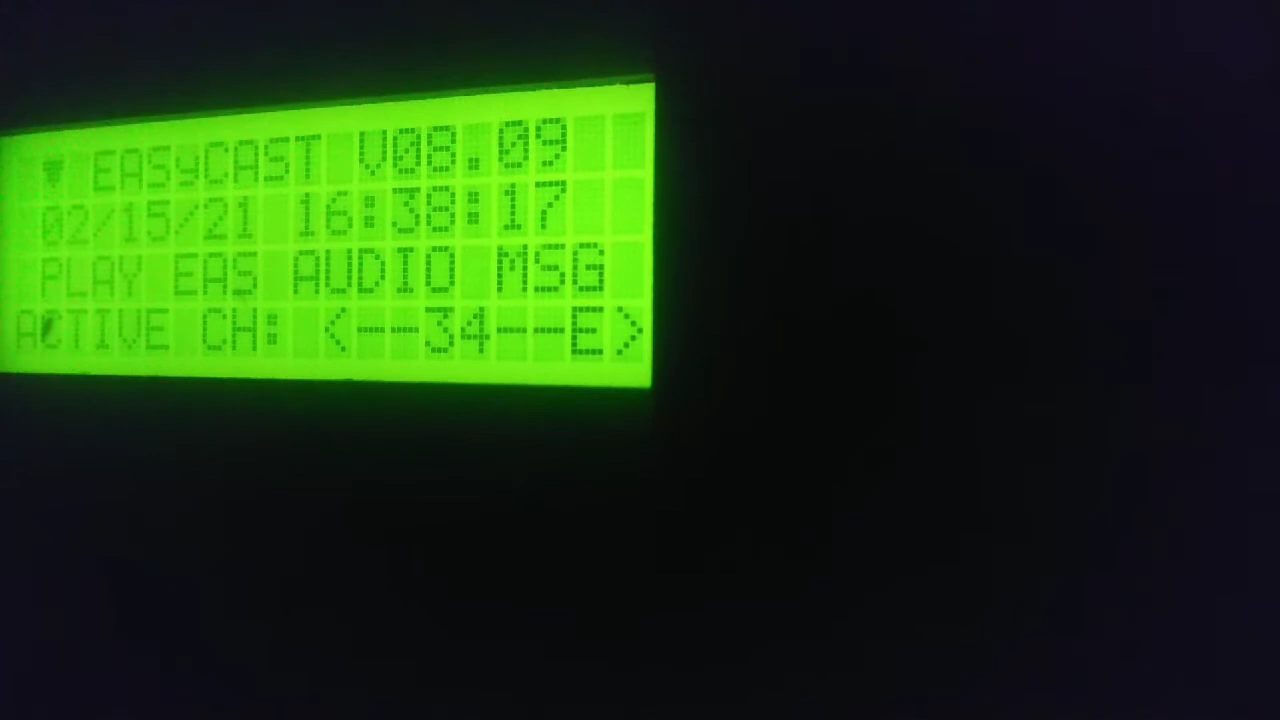 EASyCAST V08.09
02/15/21 16:38:17
PLAY EAS AUDIO MSG
ACTIVE CH: <--34--E>